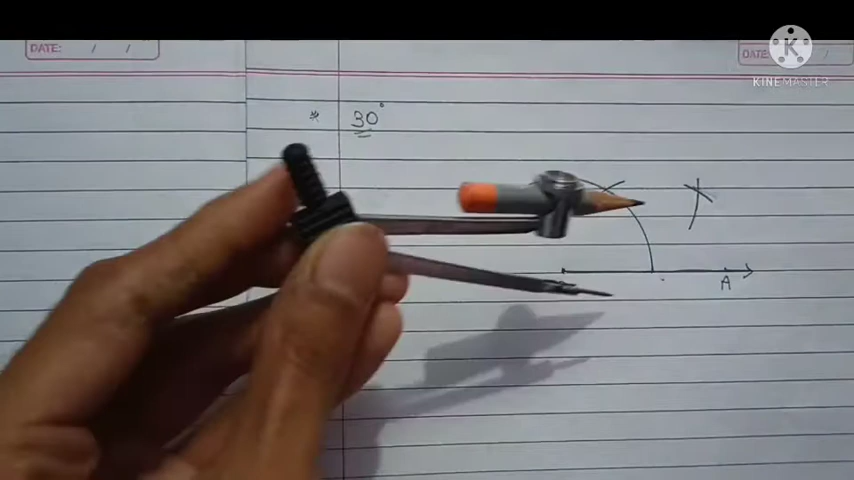 DATE: / /
DATE: /
K
KINEMASTER
* 30°
A